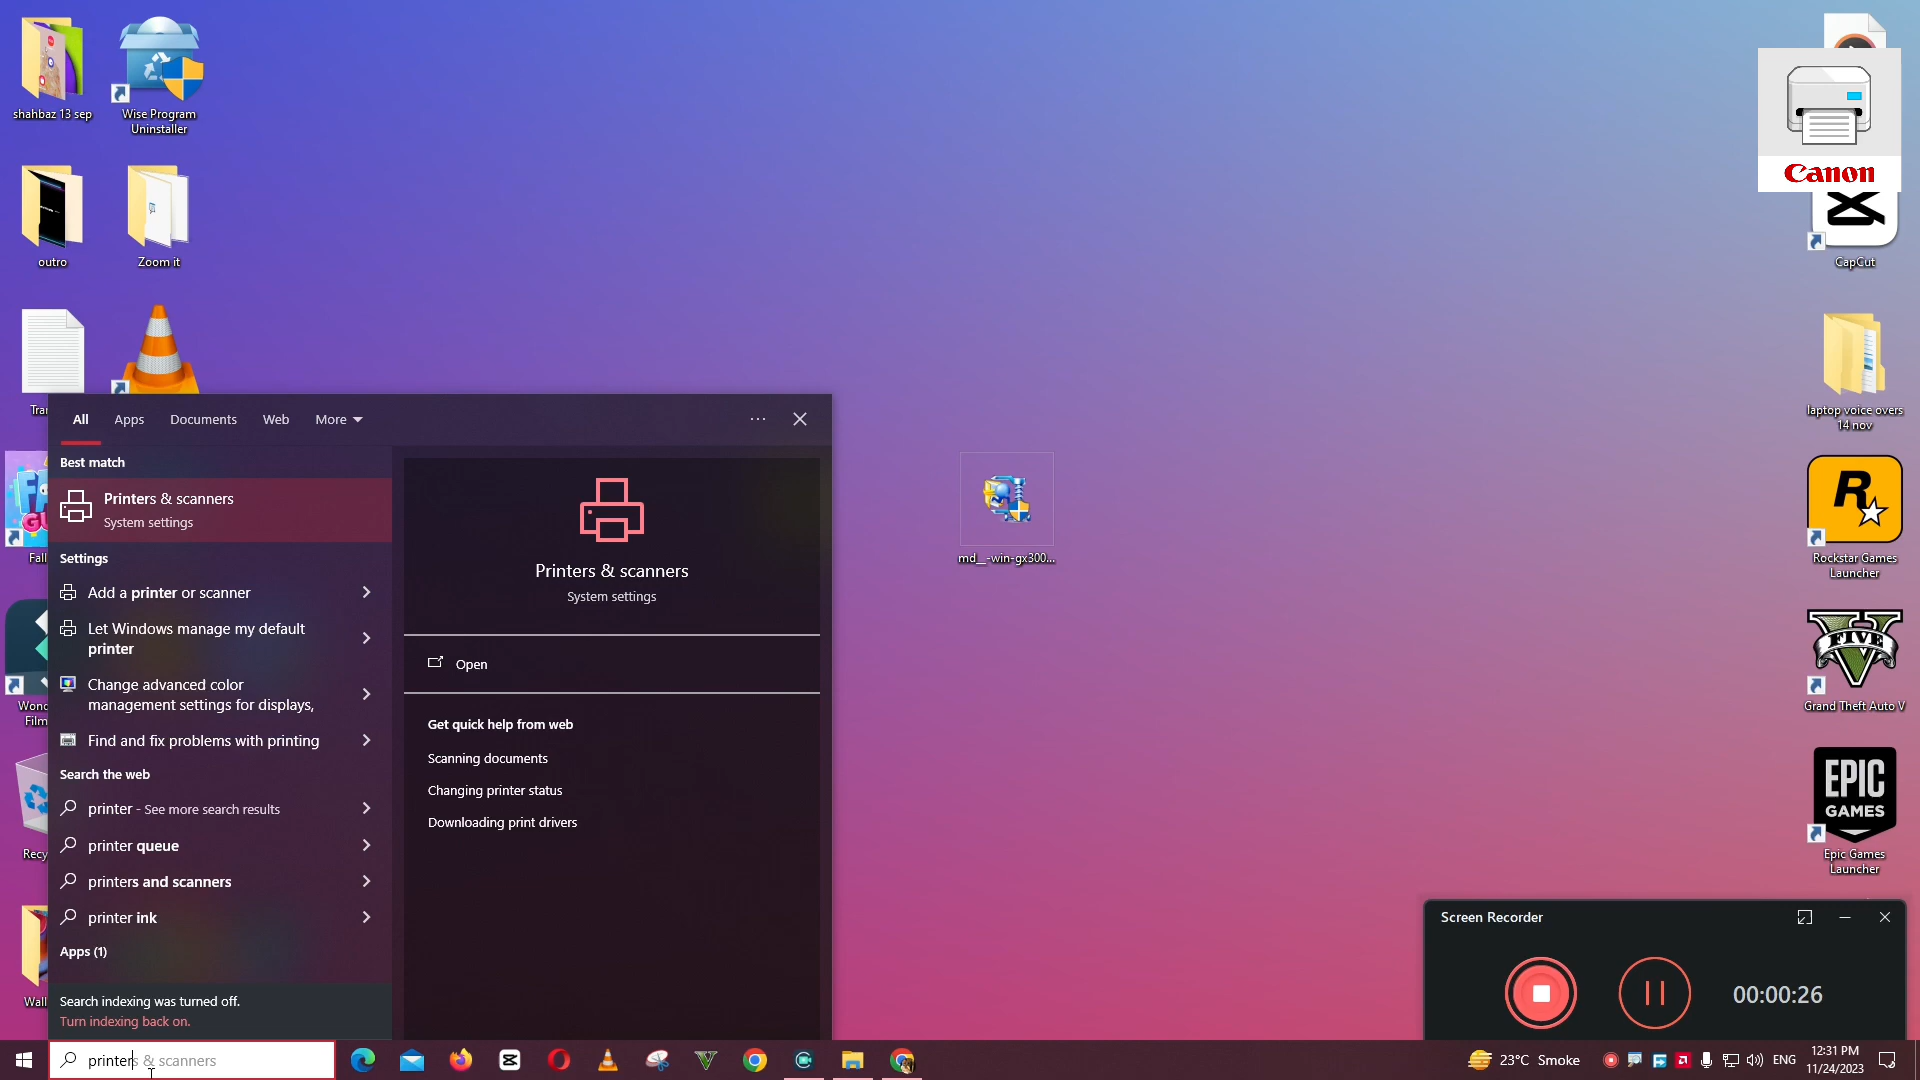 shahbaz 13 sep
Wise Program
Uninstaller
outro
Zoom it
Canon
CapCut
laptop voice overs
14 nov
Rockstar Games
Launcher
FIVE
Grand Theft Auto V
EPIC
GAMES
Epic Games
Launcher
md__-win-gx300...
All
Apps
Documents
Web
More
Best match
Printers & scanners
System settings
Settings
Add a printer or scanner
Let Windows manage my default
printer
Change advanced color
management settings for displays,
Find and fix problems with printing
Search the web
printer - See more search results
printer queue
printers and scanners
printer ink
Apps (1)
Search indexing was turned off.
Turn indexing back on.
Printers & scanners
System settings
Open
Get quick help from web
Scanning documents
Changing printer status
Downloading print drivers
Screen Recorder
00:00:26
printers & scanners
23°C Smoke
ENG
12:31 PM
11/24/2023